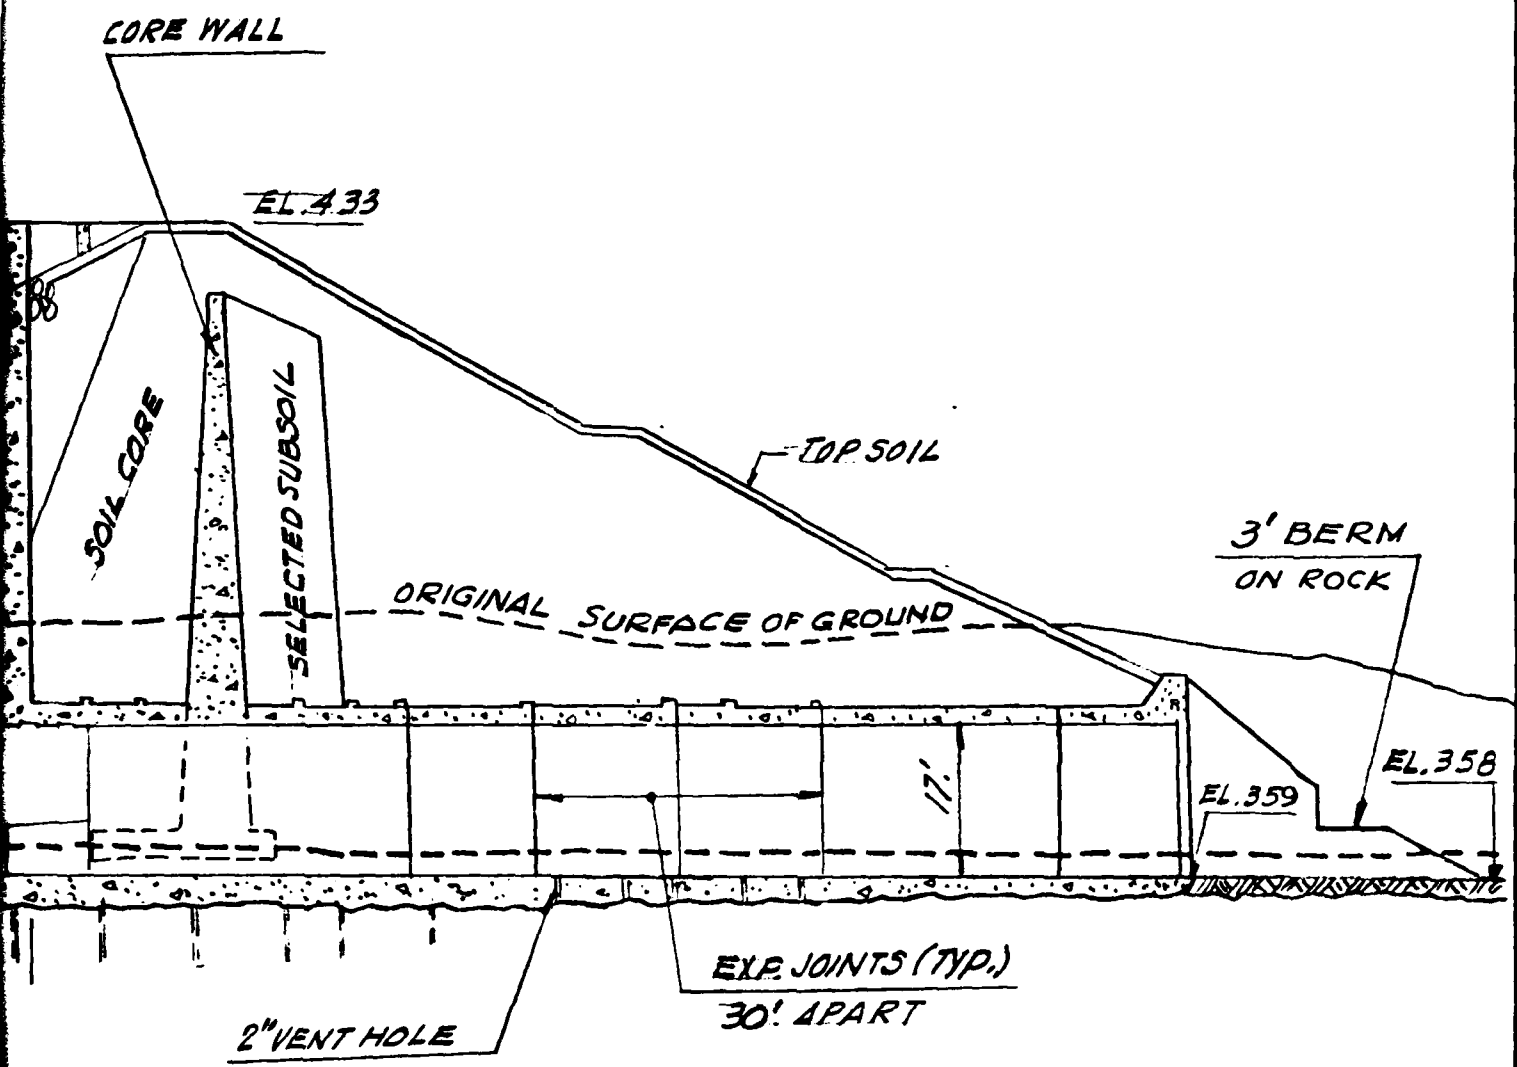 CORE WALL
EL. 433
88
SOIL CORE
SELECTED SUBSOIL
TOP SOIL
3' BERM
ON ROCK
ORIGINAL SURFACE OF GROUND
EL. 358
EL. 359
17'
EXP. JOINTS (TYP.)
30' APART
2" VENT HOLE